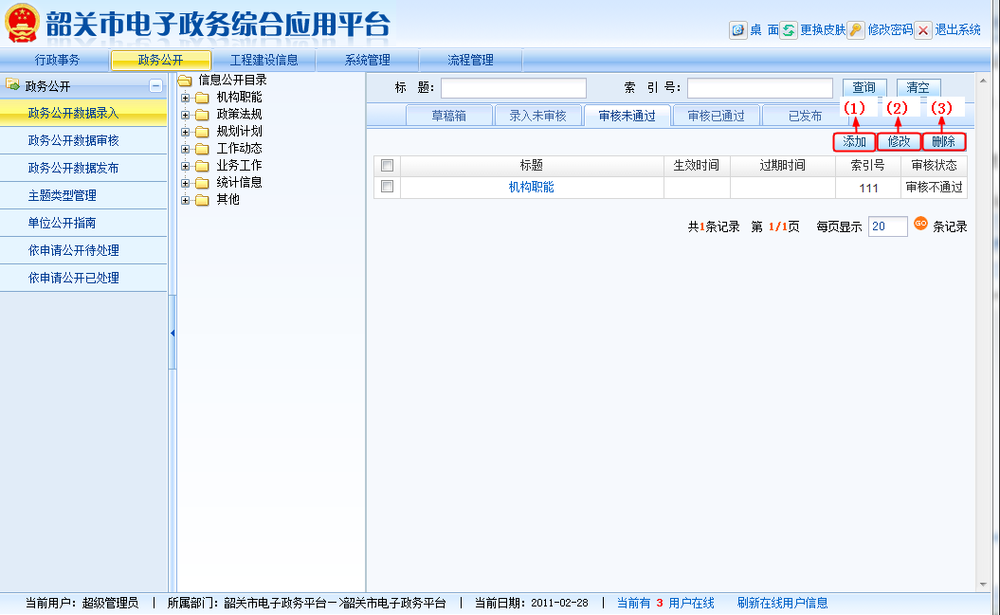 韶关市电子政务综合应用平台
桌 面 更换皮肤 修改密码 退出系统
行政事务 政务公开 工程建设信息 系统管理 流程管理
政务公开
政务公开数据录入
政务公开数据审核
政务公开数据发布
主题类型管理
单位公开指南
依申请公开待处理
依申请公开已处理
信息公开目录
机构职能
政策法规
规划计划
工作动态
业务工作
统计信息
其他
标 题: 索 引 号: 查询 清空
(1) (2) (3)
草稿箱 录入未审核 审核未通过 审核已通过 已发布
添加 修改 删除
标题 生效时间 过期时间 索引号 审核状态
机构职能 111 审核不通过
共1条记录 第 1/1页 每页显示 20 GO 条记录
当前用户: 超级管理员 | 所属部门: 韶关市电子政务平台->韶关市电子政务平台 | 当前日期: 2011-02-28 | 当前有 3 用户在线 刷新在线用户信息